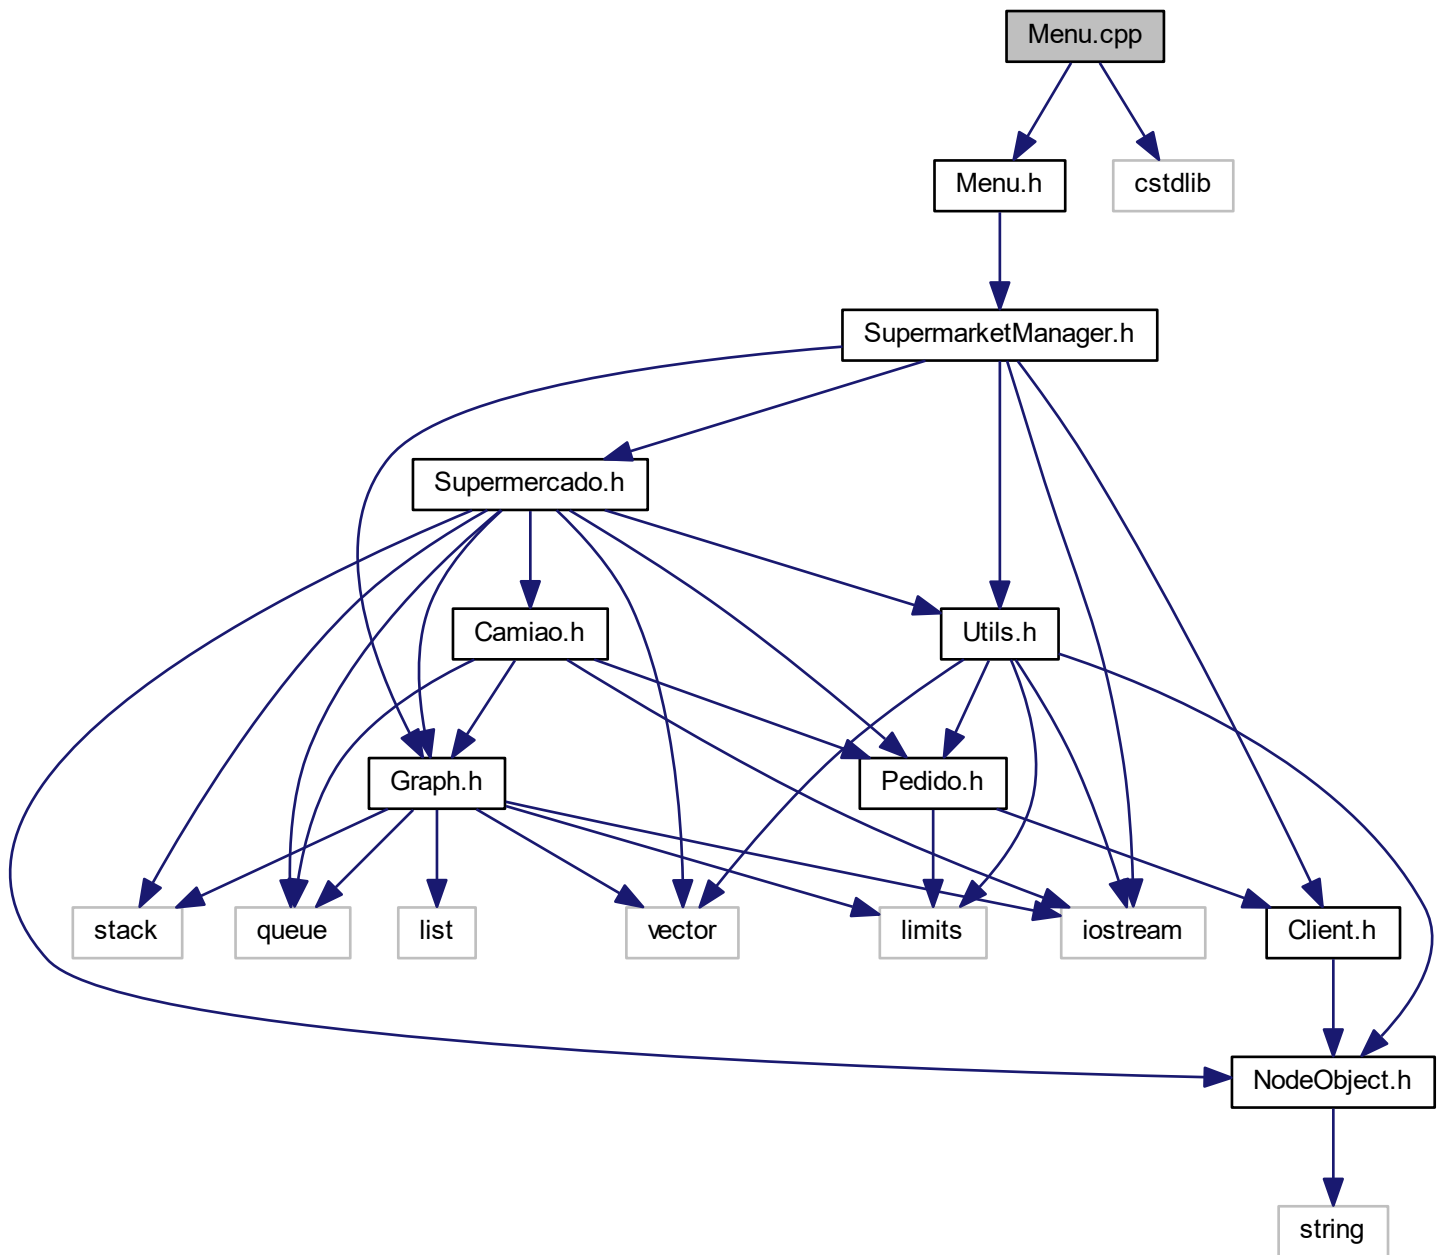 Menu.cpp
Menu.h
cstdlib
SupermarketManager.h
Supermercado.h
Camiao.h
Utils.h
Graph.h
Pedido.h
stack
queue
list
vector
limits
iostream
Client.h
NodeObject.h
string